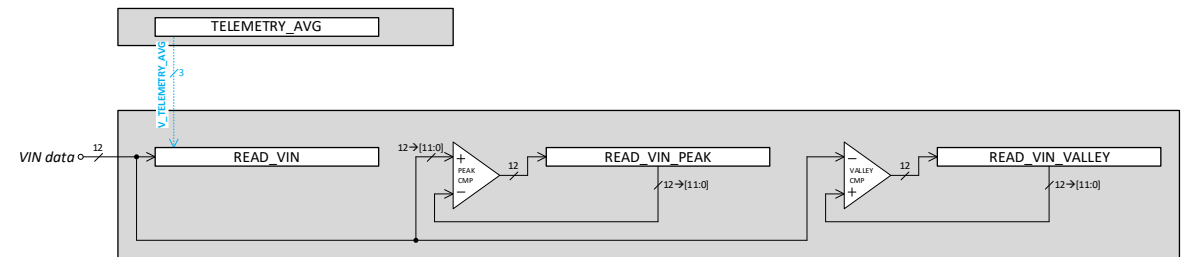 TELEMETRY_AVG
V_TELEMETRY_AVG
3
VIN data
12
READ_VIN
12→[11:0]
+
PEAK
CMP
−
12
READ_VIN_PEAK
12→[11:0]
−
VALLEY
CMP
+
12
READ_VIN_VALLEY
12→[11:0]